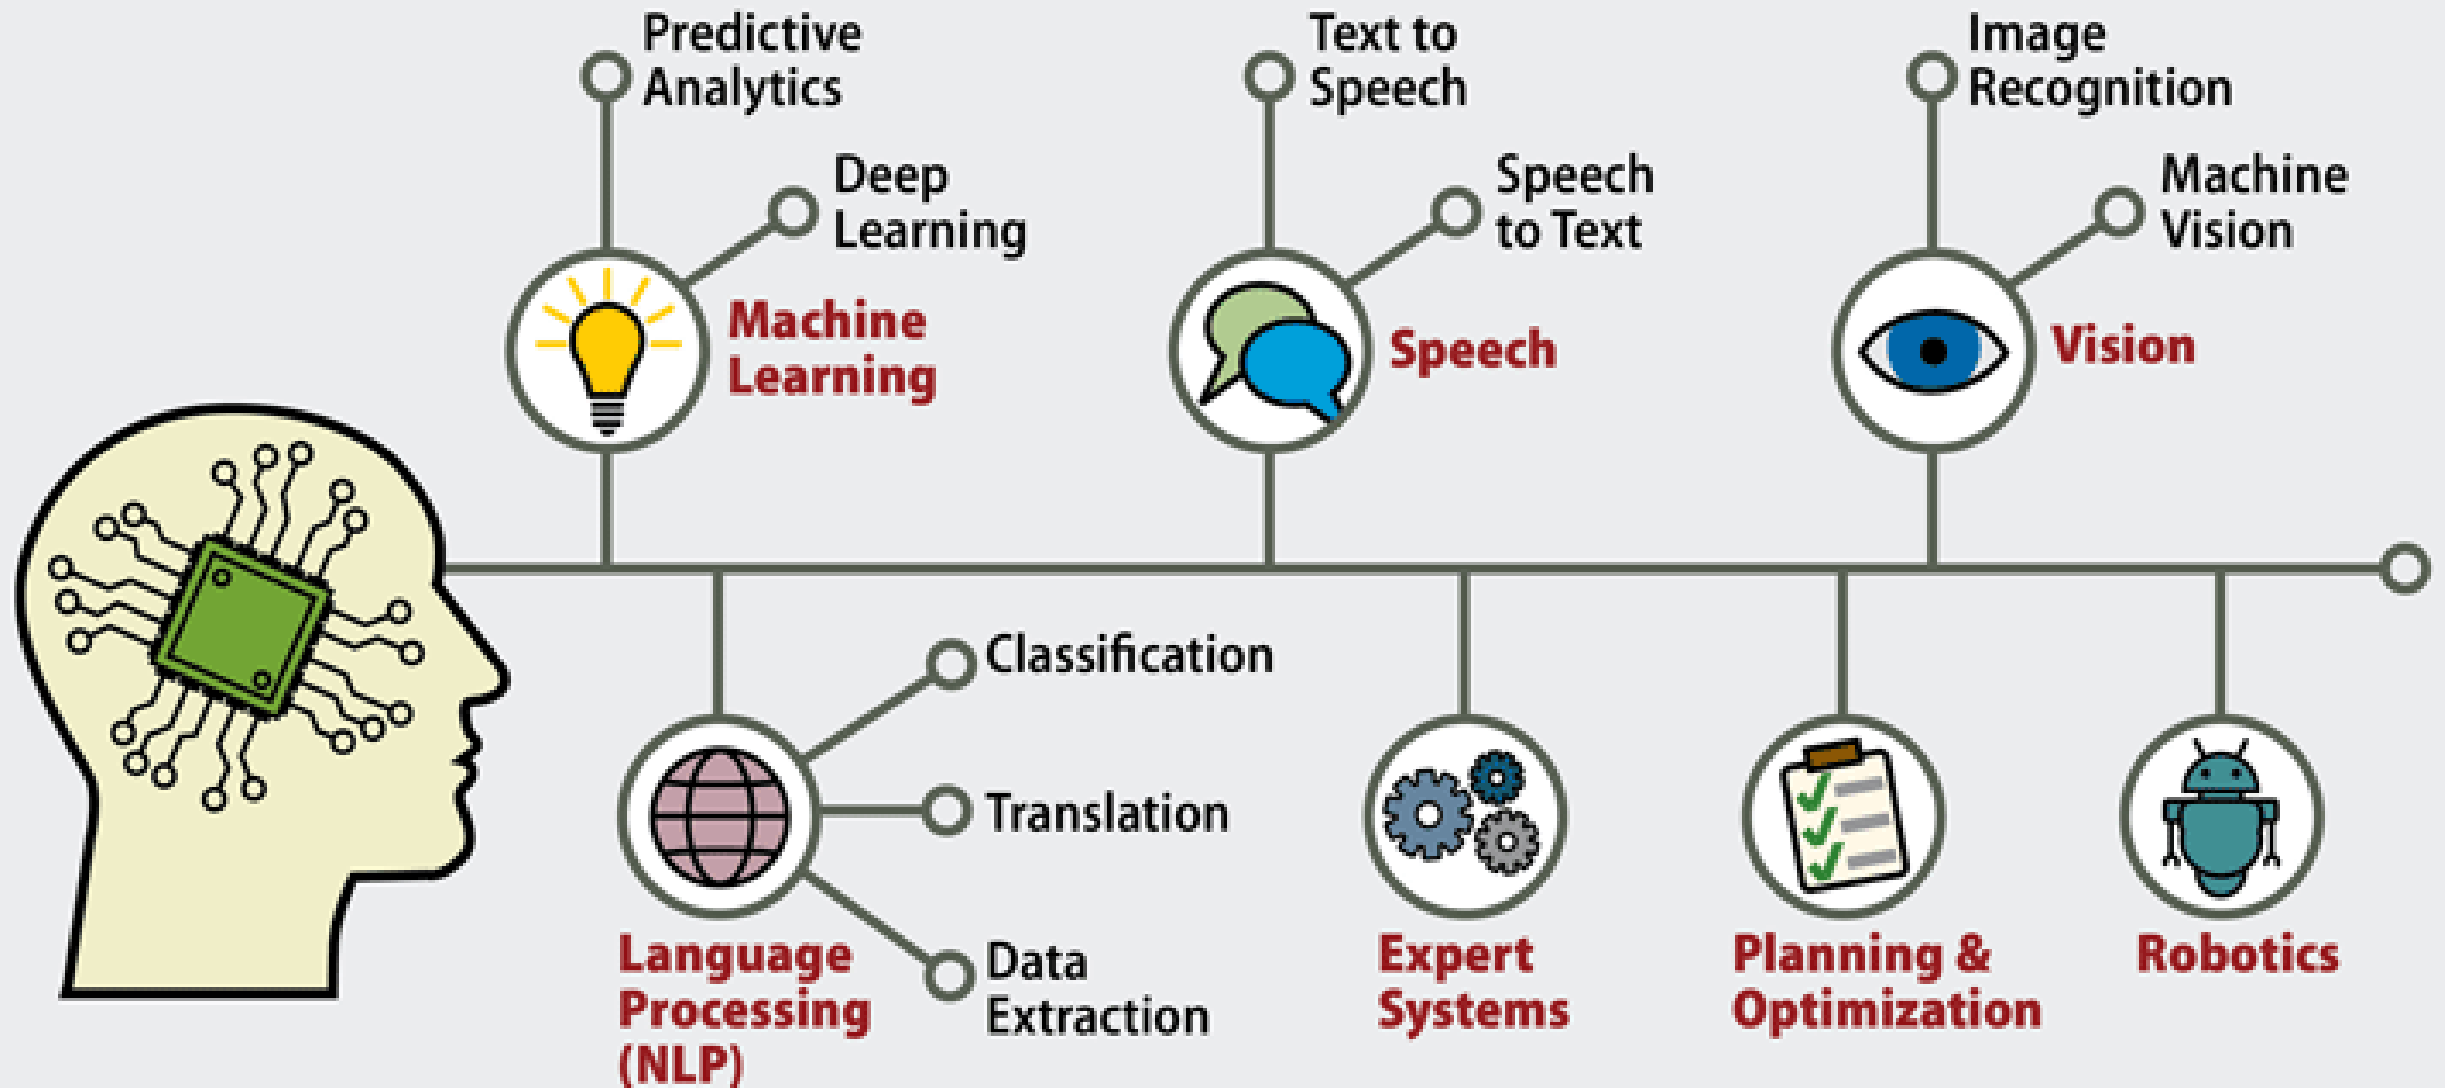 Predictive
Analytics
Deep
Learning
Machine
Learning
Text to
Speech
Speech
to Text
Speech
Image
Recognition
Machine
Vision
Vision
Classification
Translation
Data
Extraction
Language
Processing
(NLP)
Expert
Systems
Planning &
Optimization
Robotics